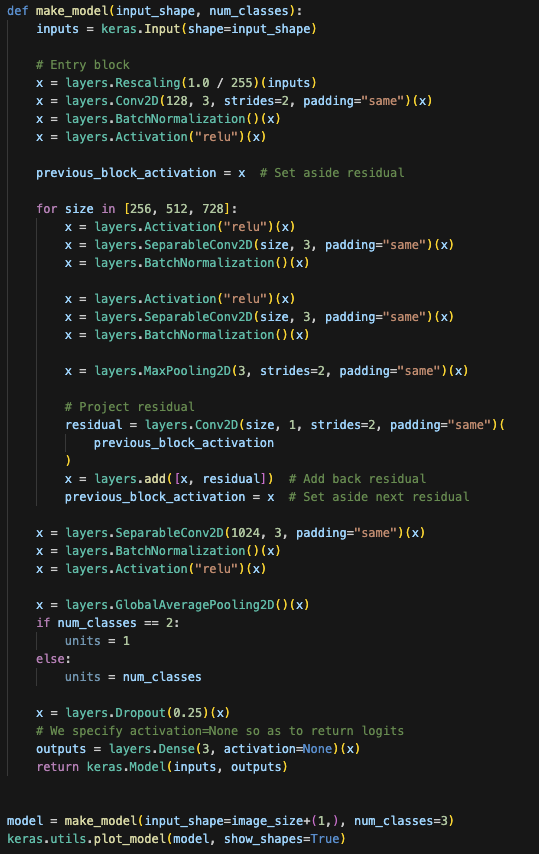 def make_model(input_shape, num_classes):
    inputs = keras.Input(shape=input_shape)

    # Entry block
    x = layers.Rescaling(1.0 / 255)(inputs)
    x = layers.Conv2D(128, 3, strides=2, padding="same")(x)
    x = layers.BatchNormalization()(x)
    x = layers.Activation("relu")(x)

    previous_block_activation = x  # Set aside residual

    for size in [256, 512, 728]:
        x = layers.Activation("relu")(x)
        x = layers.SeparableConv2D(size, 3, padding="same")(x)
        x = layers.BatchNormalization()(x)

        x = layers.Activation("relu")(x)
        x = layers.SeparableConv2D(size, 3, padding="same")(x)
        x = layers.BatchNormalization()(x)

        x = layers.MaxPooling2D(3, strides=2, padding="same")(x)

        # Project residual
        residual = layers.Conv2D(size, 1, strides=2, padding="same")(
            previous_block_activation
        )
        x = layers.add([x, residual])  # Add back residual
        previous_block_activation = x  # Set aside next residual

    x = layers.SeparableConv2D(1024, 3, padding="same")(x)
    x = layers.BatchNormalization()(x)
    x = layers.Activation("relu")(x)

    x = layers.GlobalAveragePooling2D()(x)
    if num_classes == 2:
        units = 1
    else:
        units = num_classes

    x = layers.Dropout(0.25)(x)
    # We specify activation=None so as to return logits
    outputs = layers.Dense(3, activation=None)(x)
    return keras.Model(inputs, outputs)


model = make_model(input_shape=image_size+(1,), num_classes=3)
keras.utils.plot_model(model, show_shapes=True)